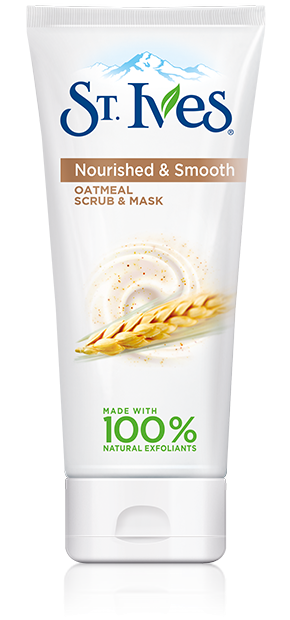 ST. Ives®
Nourished & Smooth
OATMEAL
SCRUB & MASK
MADE WITH
100%
NATURAL EXFOLIANTS